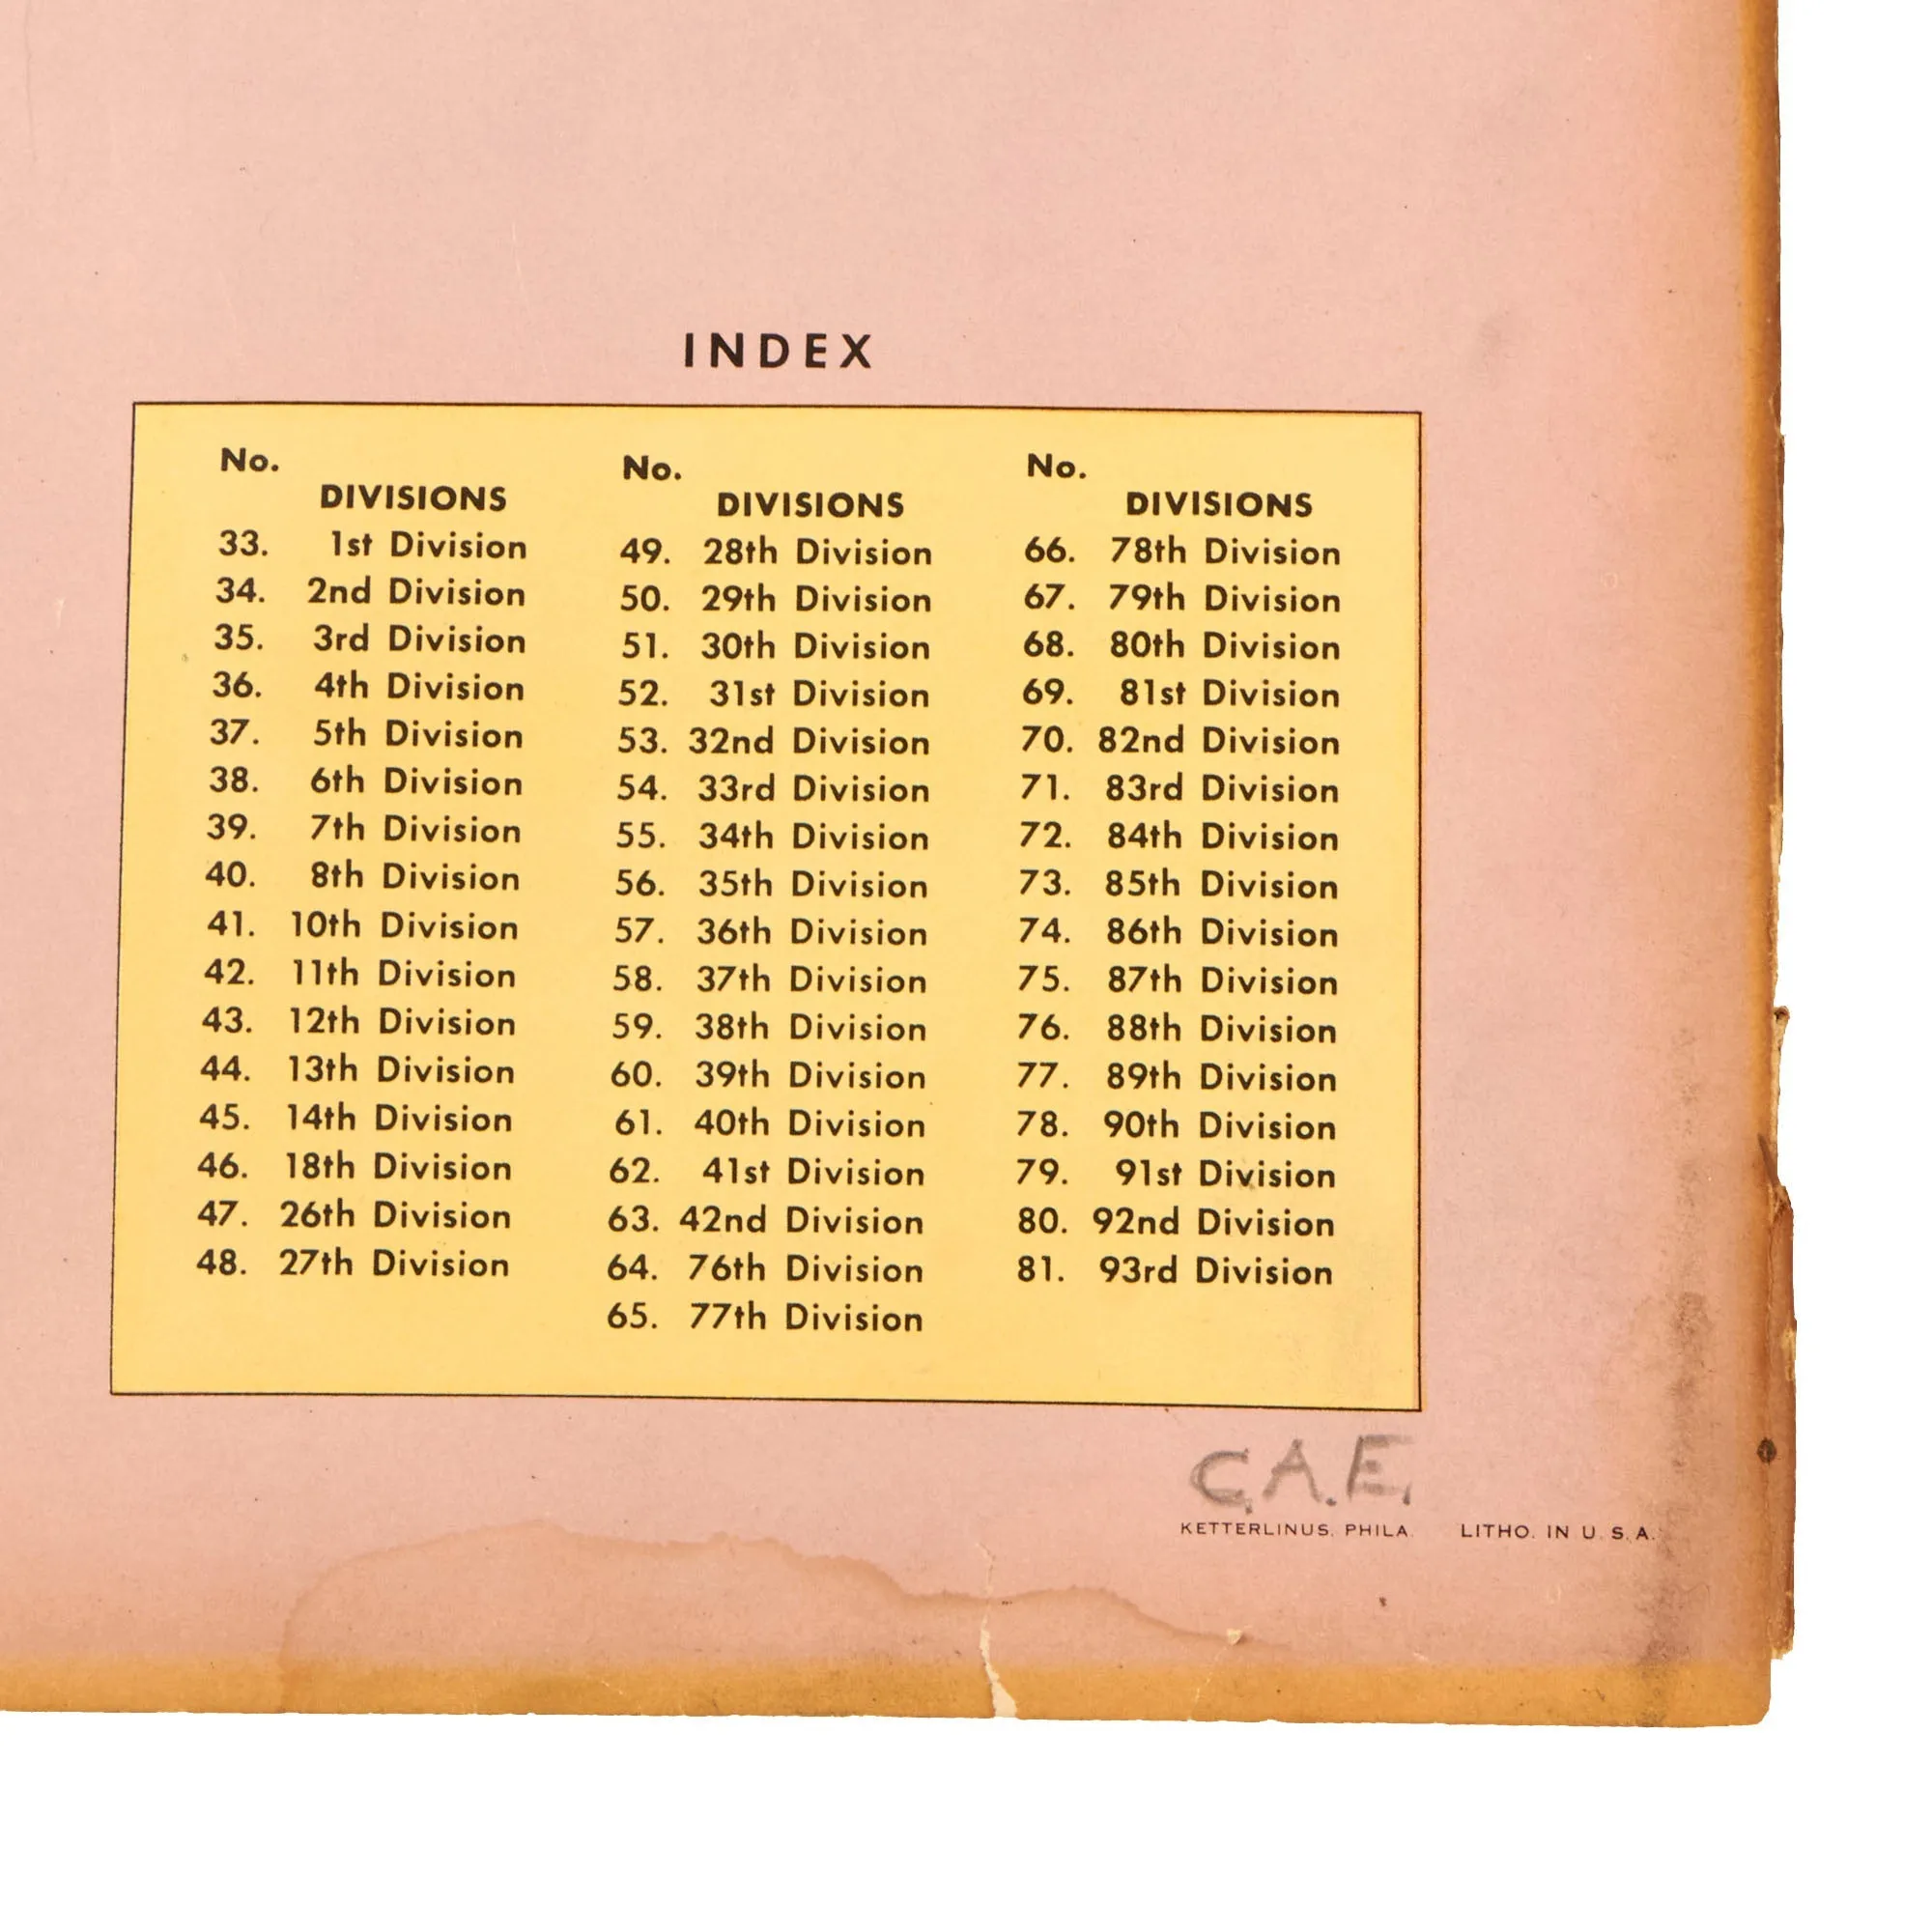 INDEX
No.
DIVISIONS
33. 1st Division
34. 2nd Division
35. 3rd Division
36. 4th Division
37. 5th Division
38. 6th Division
39. 7th Division
40. 8th Division
41. 10th Division
42. 11th Division
43. 12th Division
44. 13th Division
45. 14th Division
46. 18th Division
47. 26th Division
48. 27th Division
No.
DIVISIONS
49. 28th Division
50. 29th Division
51. 30th Division
52. 31st Division
53. 32nd Division
54. 33rd Division
55. 34th Division
56. 35th Division
57. 36th Division
58. 37th Division
59. 38th Division
60. 39th Division
61. 40th Division
62. 41st Division
63. 42nd Division
64. 76th Division
65. 77th Division
No.
DIVISIONS
66. 78th Division
67. 79th Division
68. 80th Division
69. 81st Division
70. 82nd Division
71. 83rd Division
72. 84th Division
73. 85th Division
74. 86th Division
75. 87th Division
76. 88th Division
77. 89th Division
78. 90th Division
79. 91st Division
80. 92nd Division
81. 93rd Division
C.A.E.
KETTERLINUS, PHILA. LITHO. IN U.S.A.